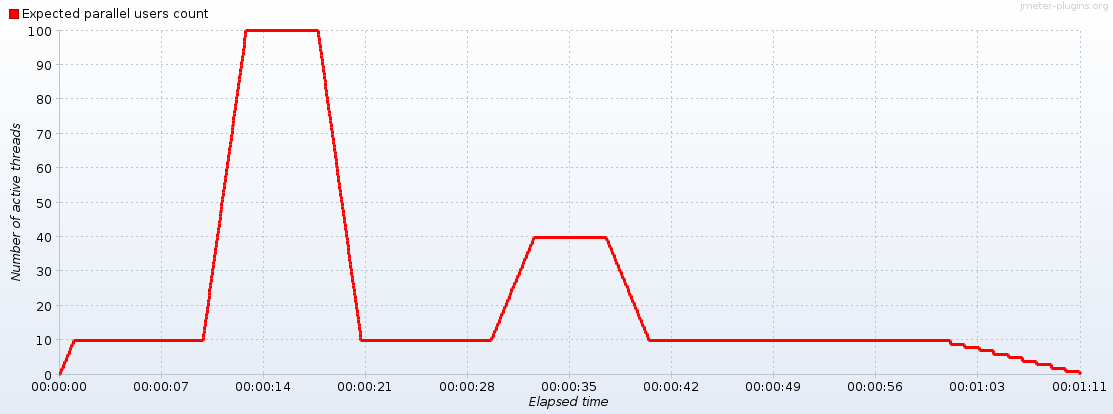 jmeter-plugins.org
Expected parallel users count
100
90
80
70
60
50
40
30
20
10
0
Number of active threads
00:00:00 00:00:07 00:00:14 00:00:21 00:00:28 00:00:35 00:00:42 00:00:49 00:00:56 00:01:03 00:01:11
Elapsed time